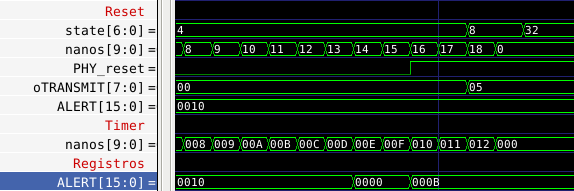 Reset
state[6:0]= 4 8 32
nanos[9:0]= 8 9 10 11 12 13 14 15 16 17 18 0
PHY_reset=
oTRANSMIT[7:0]= 00 05
ALERT[15:0]= 0010
Timer
nanos[9:0]= 008 009 00A 00B 00C 00D 00E 00F 010 011 012 000
Registros
ALERT[15:0]= 0010 0000 000B